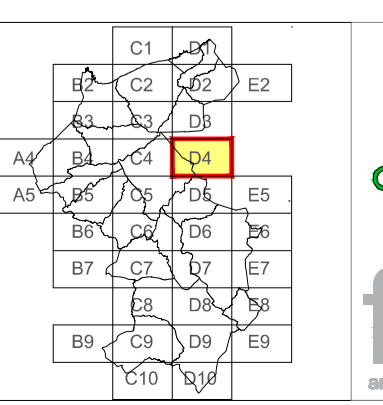 C1 D1
B2 C2 D2 E2
B3 C3 D3
A4 B4 C4 D4
A5 B5 C5 D5 E5
B6 C6 D6 E6
B7 C7 D7 E7
C8 D8 E8
B9 C9 D9 E9
C10 D10